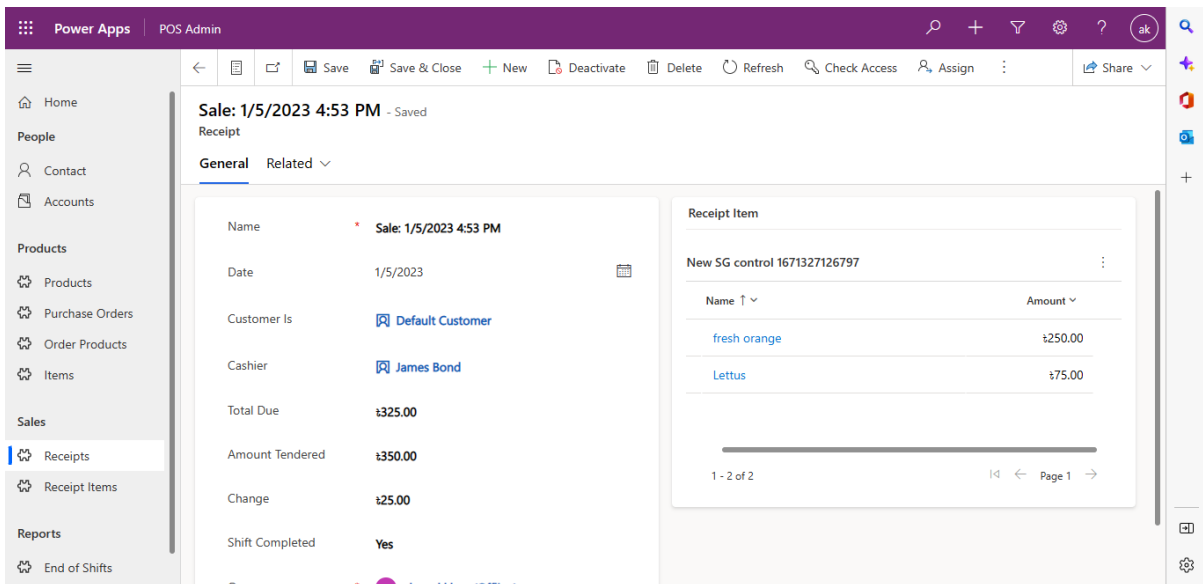 Power Apps POS Admin ak
Save Save & Close New Deactivate Delete Refresh Check Access Assign Share
Home
People
Contact
Accounts
Products
Products
Purchase Orders
Order Products
Items
Sales
Receipts
Receipt Items
Reports
End of Shifts
Sale: 1/5/2023 4:53 PM - Saved
Receipt
General Related
Name * Sale: 1/5/2023 4:53 PM
Date 1/5/2023
Customer Is Default Customer
Cashier James Bond
Total Due ৳325.00
Amount Tendered ৳350.00
Change ৳25.00
Shift Completed Yes
Receipt Item
New SG control 1671327126797
Name ↑ Amount
fresh orange ৳250.00
Lettus ৳75.00
1 - 2 of 2 Page 1